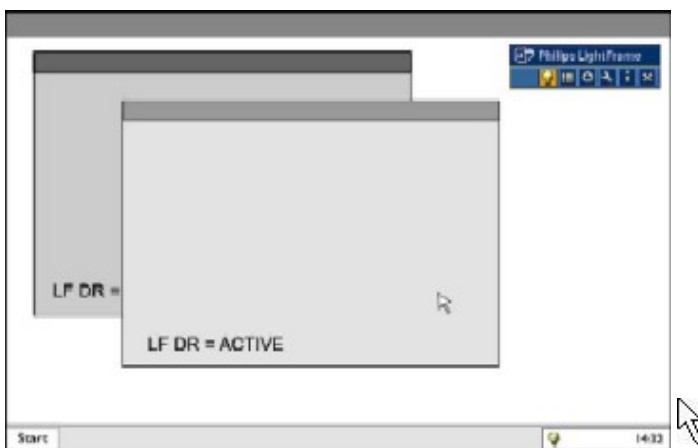 Philips LightFrame
LF DR =
LF DR = ACTIVE
Start
14:33